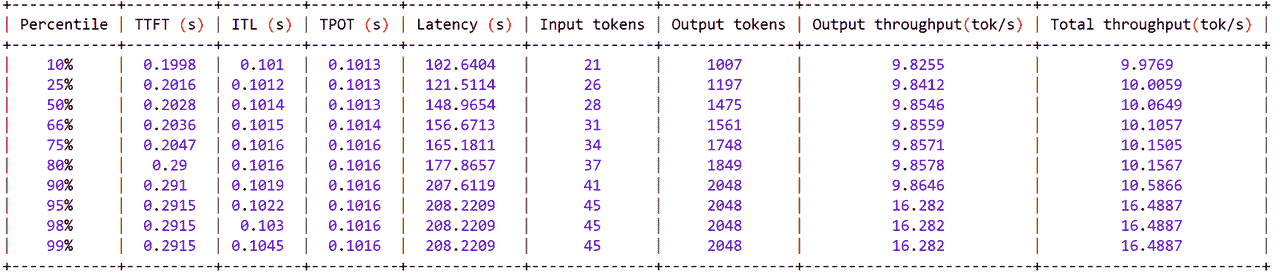 | Percentile | TTFT (s) | ITL (s) | TPOT (s) | Latency (s) | Input tokens | Output tokens | Output throughput(tok/s) | Total throughput(tok/s) |
| 10% | 0.1998 | 0.101 | 0.1013 | 102.6404 | 21 | 1007 | 9.8255 | 9.9769 |
| 25% | 0.2016 | 0.1012 | 0.1013 | 121.5114 | 26 | 1197 | 9.8412 | 10.0059 |
| 50% | 0.2028 | 0.1014 | 0.1013 | 148.9654 | 28 | 1475 | 9.8546 | 10.0649 |
| 66% | 0.2036 | 0.1015 | 0.1014 | 156.6713 | 31 | 1561 | 9.8559 | 10.1057 |
| 75% | 0.2047 | 0.1016 | 0.1016 | 165.1811 | 34 | 1748 | 9.8571 | 10.1505 |
| 80% | 0.29 | 0.1016 | 0.1016 | 177.8657 | 37 | 1849 | 9.8578 | 10.1567 |
| 90% | 0.291 | 0.1019 | 0.1016 | 207.6119 | 41 | 2048 | 9.8646 | 10.5866 |
| 95% | 0.2915 | 0.1022 | 0.1016 | 208.2209 | 45 | 2048 | 16.282 | 16.4887 |
| 98% | 0.2915 | 0.103 | 0.1016 | 208.2209 | 45 | 2048 | 16.282 | 16.4887 |
| 99% | 0.2915 | 0.1045 | 0.1016 | 208.2209 | 45 | 2048 | 16.282 | 16.4887 |